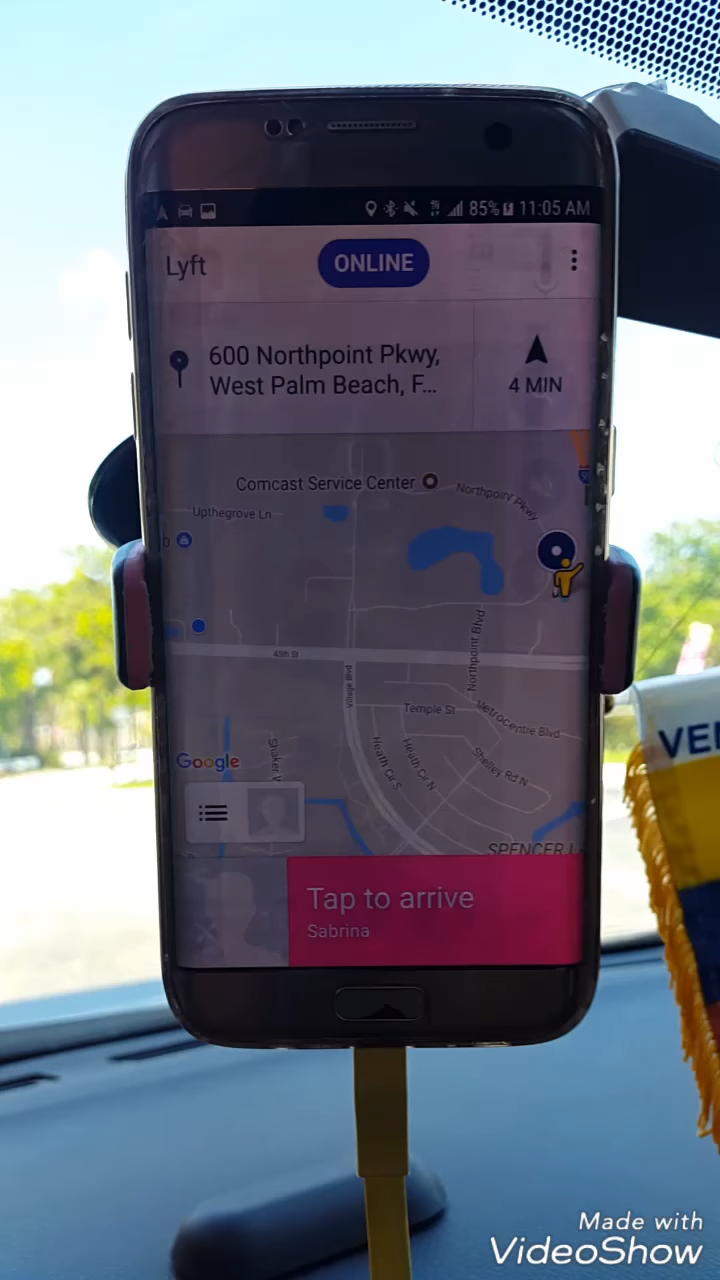 85% 11:05 AM
Lyft
ONLINE
600 Northpoint Pkwy,
West Palm Beach, F...
4 MIN
Comcast Service Center
Northpoint Pkwy
Upthegrove Ln
45th St
Northpoint Blvd
Village Blvd
Temple St
Metrocentre Blvd
Heath Cir S
Heath Cir N
Shelley Rd N
Shaker
Google
SPENCER L
Tap to arrive
Sabrina
VE
Made with
VideoShow